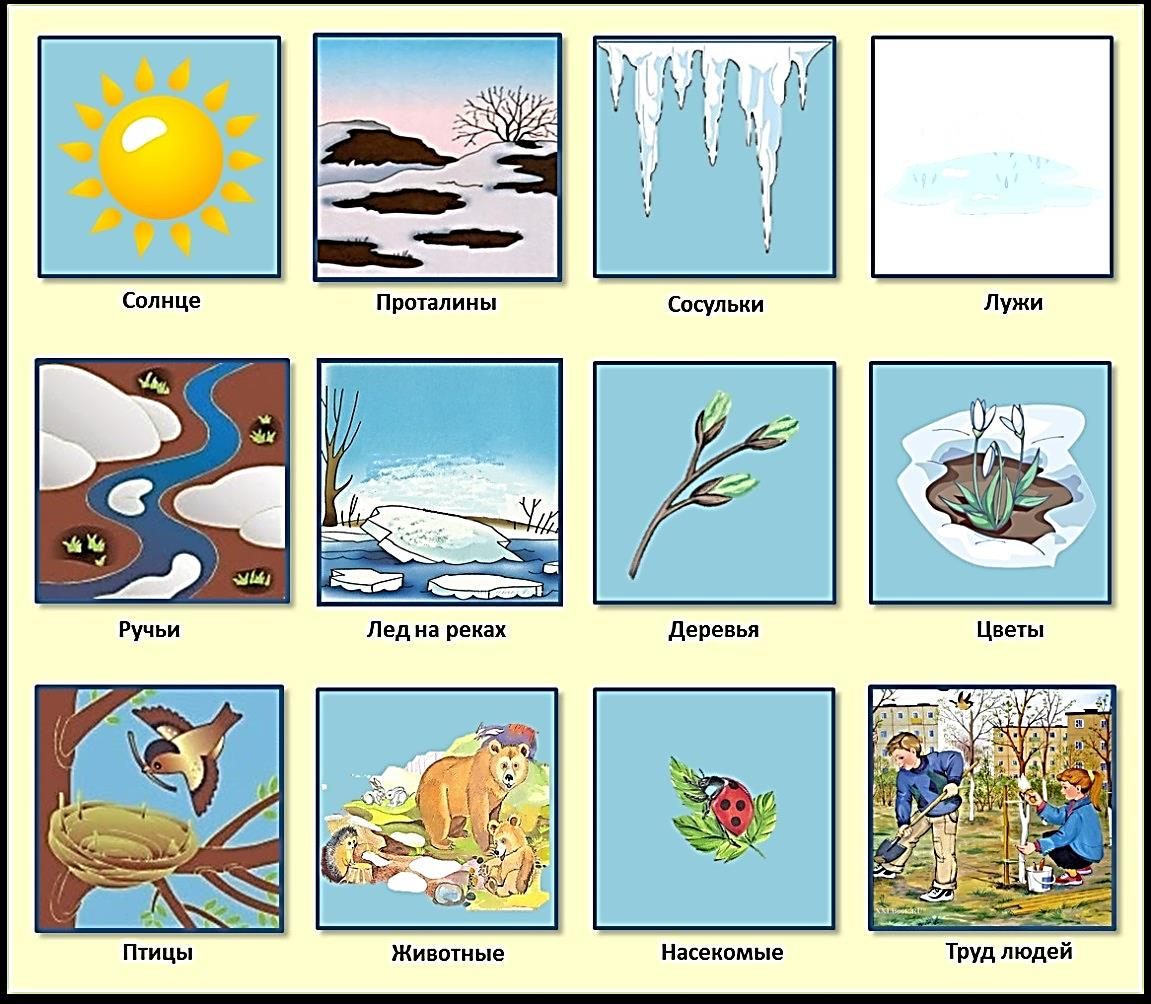 Солнце
Проталины
Сосульки
Лужи
Ручьи
Лед на реках
Деревья
Цветы
Птицы
Животные
Насекомые
Труд людей